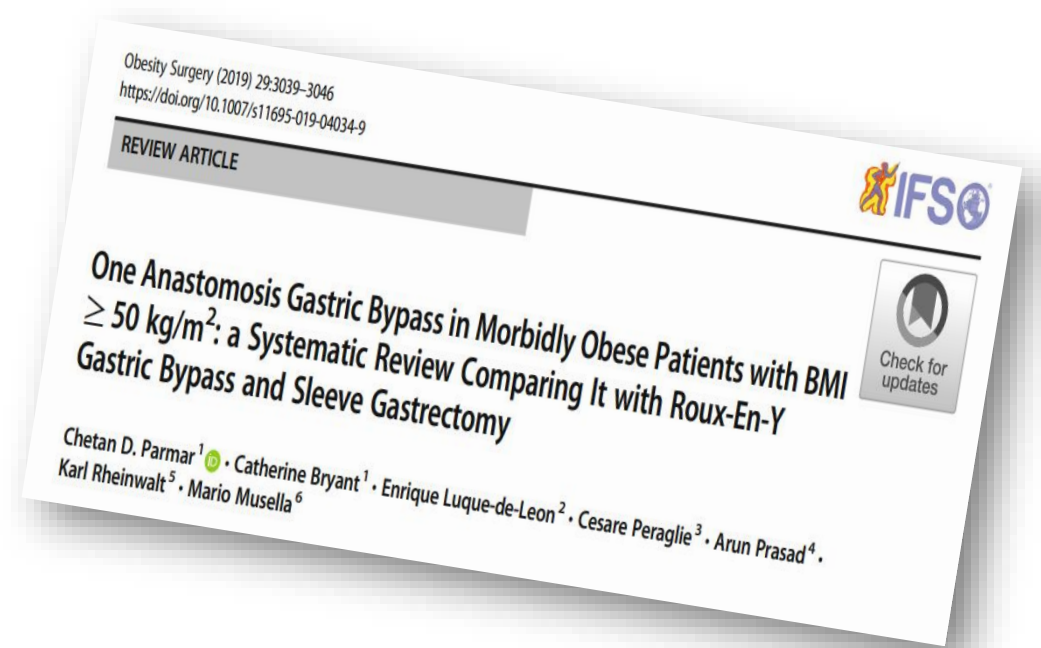 Obesity Surgery (2019) 29:3039–3046
https://doi.org/10.1007/s11695-019-04034-9
REVIEW ARTICLE
IFSO
Check for
updates
One Anastomosis Gastric Bypass in Morbidly Obese Patients with BMI
≥ 50 kg/m²: a Systematic Review Comparing It with Roux-En-Y
Gastric Bypass and Sleeve Gastrectomy
Chetan D. Parmar¹ iD · Catherine Bryant¹ · Enrique Luque-de-Leon² · Cesare Peraglie³ · Arun Prasad⁴ ·
Karl Rheinwalt⁵ · Mario Musella⁶